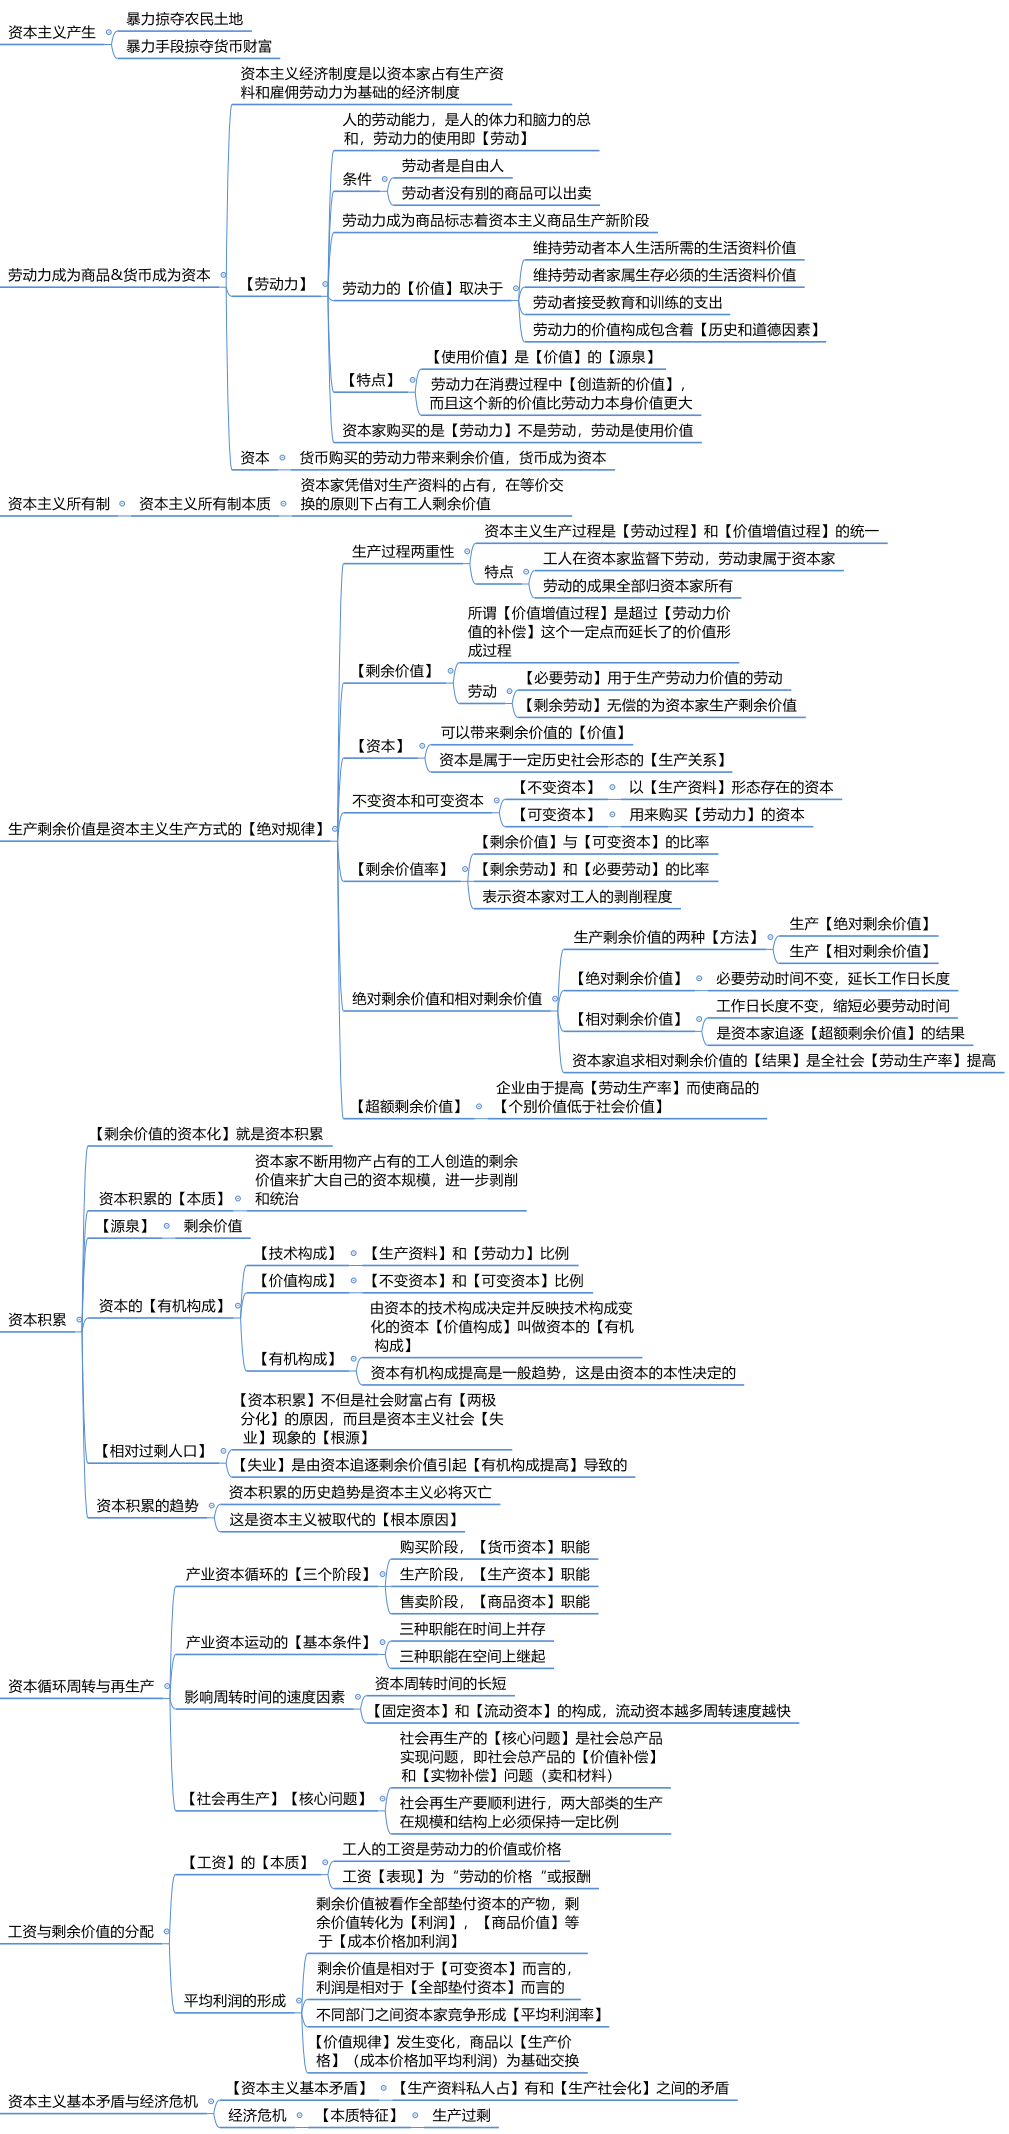 资本主义产生
暴力掠夺农民土地
暴力手段掠夺货币财富
劳动力成为商品&货币成为资本
资本主义经济制度是以资本家占有生产资
料和雇佣劳动力为基础的经济制度
【劳动力】
人的劳动能力，是人的体力和脑力的总
和，劳动力的使用即【劳动】
条件
劳动者是自由人
劳动者没有别的商品可以出卖
劳动力成为商品标志着资本主义商品生产新阶段
劳动力的【价值】取决于
维持劳动者本人生活所需的生活资料价值
维持劳动者家属生存必须的生活资料价值
劳动者接受教育和训练的支出
劳动力的价值构成包含着【历史和道德因素】
【特点】
【使用价值】是【价值】的【源泉】
劳动力在消费过程中【创造新的价值】，
而且这个新的价值比劳动力本身价值更大
资本家购买的是【劳动力】不是劳动，劳动是使用价值
资本
货币购买的劳动力带来剩余价值，货币成为资本
资本主义所有制
资本主义所有制本质
资本家凭借对生产资料的占有，在等价交
换的原则下占有工人剩余价值
生产剩余价值是资本主义生产方式的【绝对规律】
生产过程两重性
资本主义生产过程是【劳动过程】和【价值增值过程】的统一
特点
工人在资本家监督下劳动，劳动隶属于资本家
劳动的成果全部归资本家所有
【剩余价值】
所谓【价值增值过程】是超过【劳动力价
值的补偿】这个一定点而延长了的价值形
成过程
劳动
【必要劳动】用于生产劳动力价值的劳动
【剩余劳动】无偿的为资本家生产剩余价值
【资本】
可以带来剩余价值的【价值】
资本是属于一定历史社会形态的【生产关系】
不变资本和可变资本
【不变资本】
以【生产资料】形态存在的资本
【可变资本】
用来购买【劳动力】的资本
【剩余价值率】
【剩余价值】与【可变资本】的比率
【剩余劳动】和【必要劳动】的比率
表示资本家对工人的剥削程度
绝对剩余价值和相对剩余价值
生产剩余价值的两种【方法】
生产【绝对剩余价值】
生产【相对剩余价值】
【绝对剩余价值】
必要劳动时间不变，延长工作日长度
【相对剩余价值】
工作日长度不变，缩短必要劳动时间
是资本家追逐【超额剩余价值】的结果
资本家追求相对剩余价值的【结果】是全社会【劳动生产率】提高
【超额剩余价值】
企业由于提高【劳动生产率】而使商品的
【个别价值低于社会价值】
资本积累
【剩余价值的资本化】就是资本积累
资本积累的【本质】
资本家不断用物产占有的工人创造的剩余
价值来扩大自己的资本规模，进一步剥削
和统治
【源泉】
剩余价值
资本的【有机构成】
【技术构成】
【生产资料】和【劳动力】比例
【价值构成】
【不变资本】和【可变资本】比例
【有机构成】
由资本的技术构成决定并反映技术构成变
化的资本【价值构成】叫做资本的【有机
构成】
资本有机构成提高是一般趋势，这是由资本的本性决定的
【相对过剩人口】
【资本积累】不但是社会财富占有【两极
分化】的原因，而且是资本主义社会【失
业】现象的【根源】
【失业】是由资本追逐剩余价值引起【有机构成提高】导致的
资本积累的趋势
资本积累的历史趋势是资本主义必将灭亡
这是资本主义被取代的【根本原因】
资本循环周转与再生产
产业资本循环的【三个阶段】
购买阶段，【货币资本】职能
生产阶段，【生产资本】职能
售卖阶段，【商品资本】职能
产业资本运动的【基本条件】
三种职能在时间上并存
三种职能在空间上继起
影响周转时间的速度因素
资本周转时间的长短
【固定资本】和【流动资本】的构成，流动资本越多周转速度越快
【社会再生产】【核心问题】
社会再生产的【核心问题】是社会总产品
实现问题，即社会总产品的【价值补偿】
和【实物补偿】问题（卖和材料）
社会再生产要顺利进行，两大部类的生产
在规模和结构上必须保持一定比例
工资与剩余价值的分配
【工资】的【本质】
工人的工资是劳动力的价值或价格
工资【表现】为“劳动的价格“或报酬
平均利润的形成
剩余价值被看作全部垫付资本的产物，剩
余价值转化为【利润】，【商品价值】等
于【成本价格加利润】
剩余价值是相对于【可变资本】而言的，
利润是相对于【全部垫付资本】而言的
不同部门之间资本家竞争形成【平均利润率】
【价值规律】发生变化，商品以【生产价
格】（成本价格加平均利润）为基础交换
资本主义基本矛盾与经济危机
【资本主义基本矛盾】
【生产资料私人占】有和【生产社会化】之间的矛盾
经济危机
【本质特征】
生产过剩